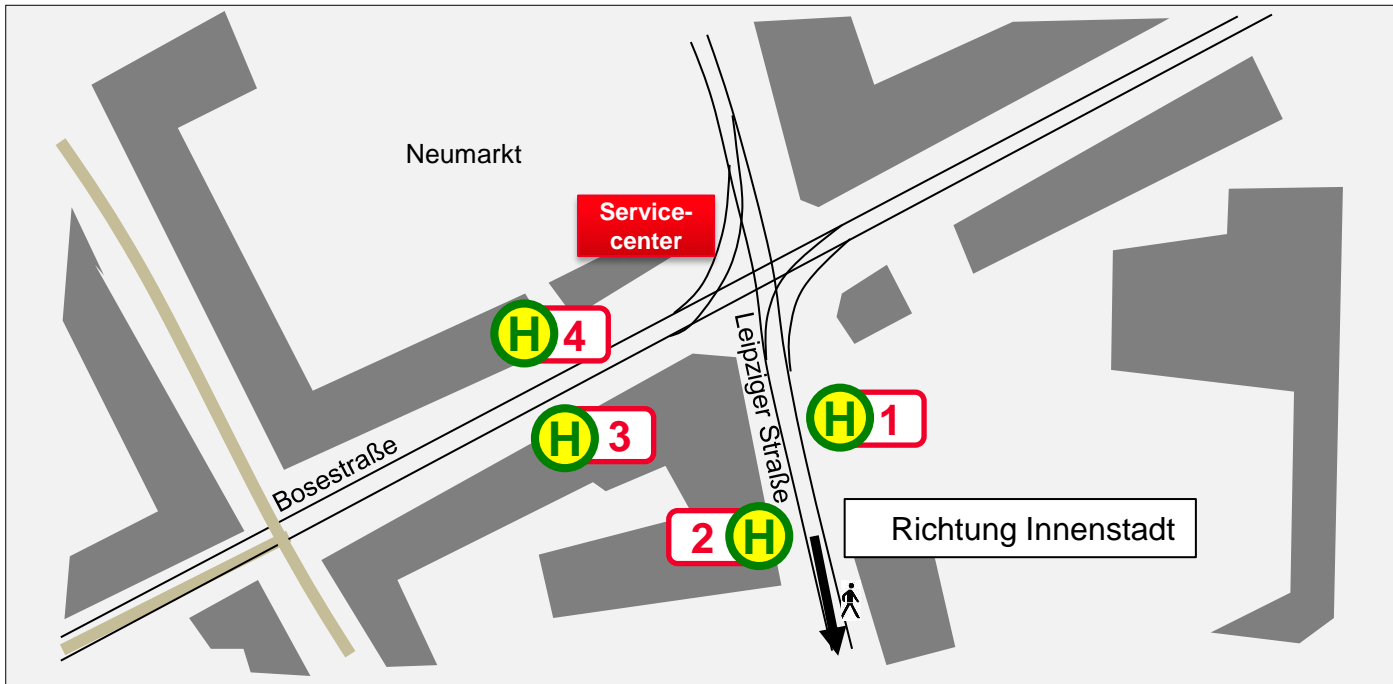 Neumarkt
Service-
center
H 4
Leipziger Straße
H 1
H 3
Bosestraße
2 H
Richtung Innenstadt